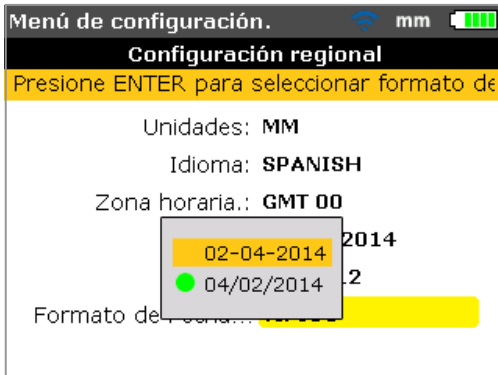 Menú de configuración. mm
Configuración regional
Presione ENTER para seleccionar formato de
Unidades: MM
Idioma: SPANISH
Zona horaria.: GMT 00
2014
02-04-2014
.2
04/02/2014
Formato de